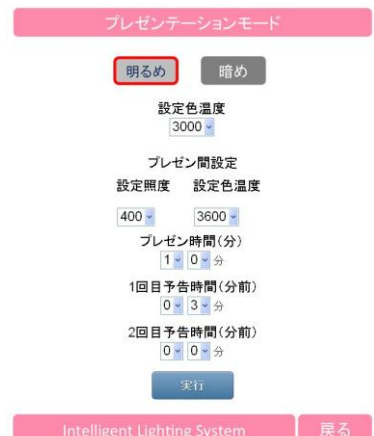 プレゼンテーションモード
明るめ 暗め
設定色温度
3000
プレゼン間設定
設定照度 設定色温度
400 3600
プレゼン時間(分)
1 0 分
1回目予告時間(分前)
0 3 分
2回目予告時間(分前)
0 0 分
実行
Intelligent Lighting System 戻る